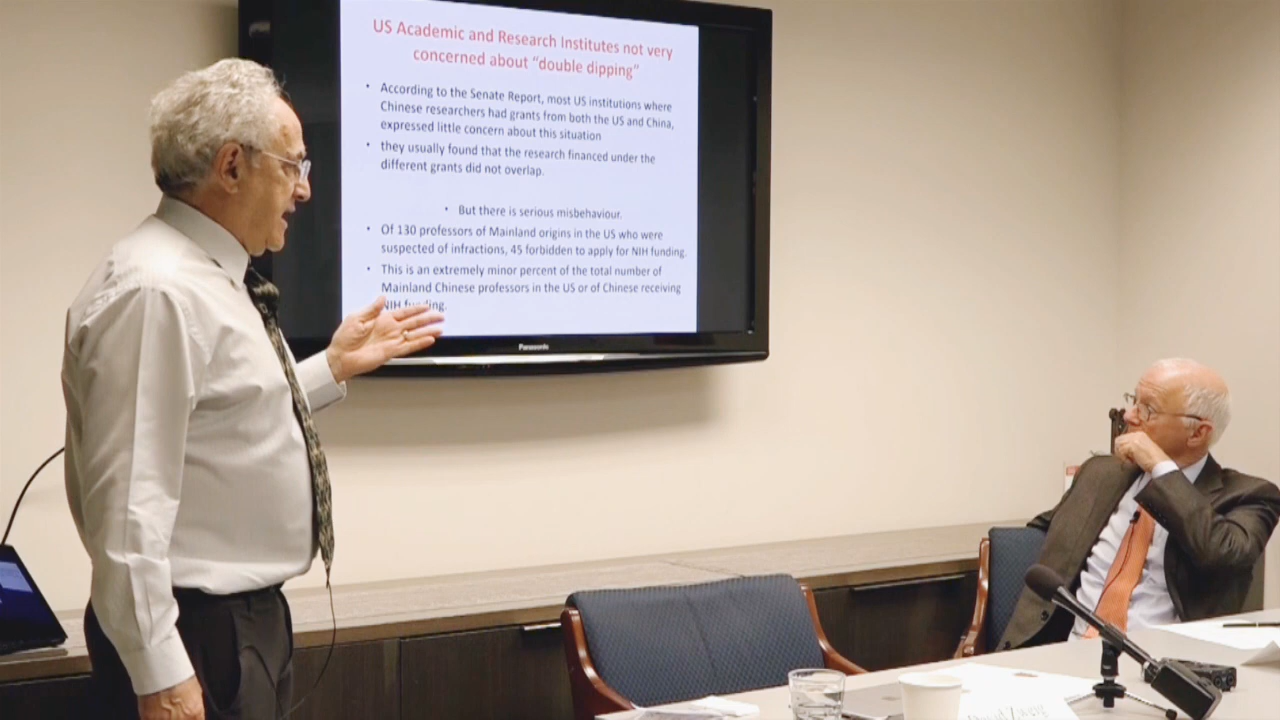 US Academic and Research Institutes not very
concerned about “double dipping”
• According to the Senate Report, most US institutions where
Chinese researchers had grants from both the US and China,
expressed little concern about this situation
• they usually found that the research financed under the
different grants did not overlap.
• But there is serious misbehaviour.
• Of 130 professors of Mainland origins in the US who were
suspected of infractions, 45 forbidden to apply for NIH funding.
• This is an extremely minor percent of the total number of
Mainland Chinese professors in the US or of Chinese receiving
NIH funding.
Panasonic
David Zweig